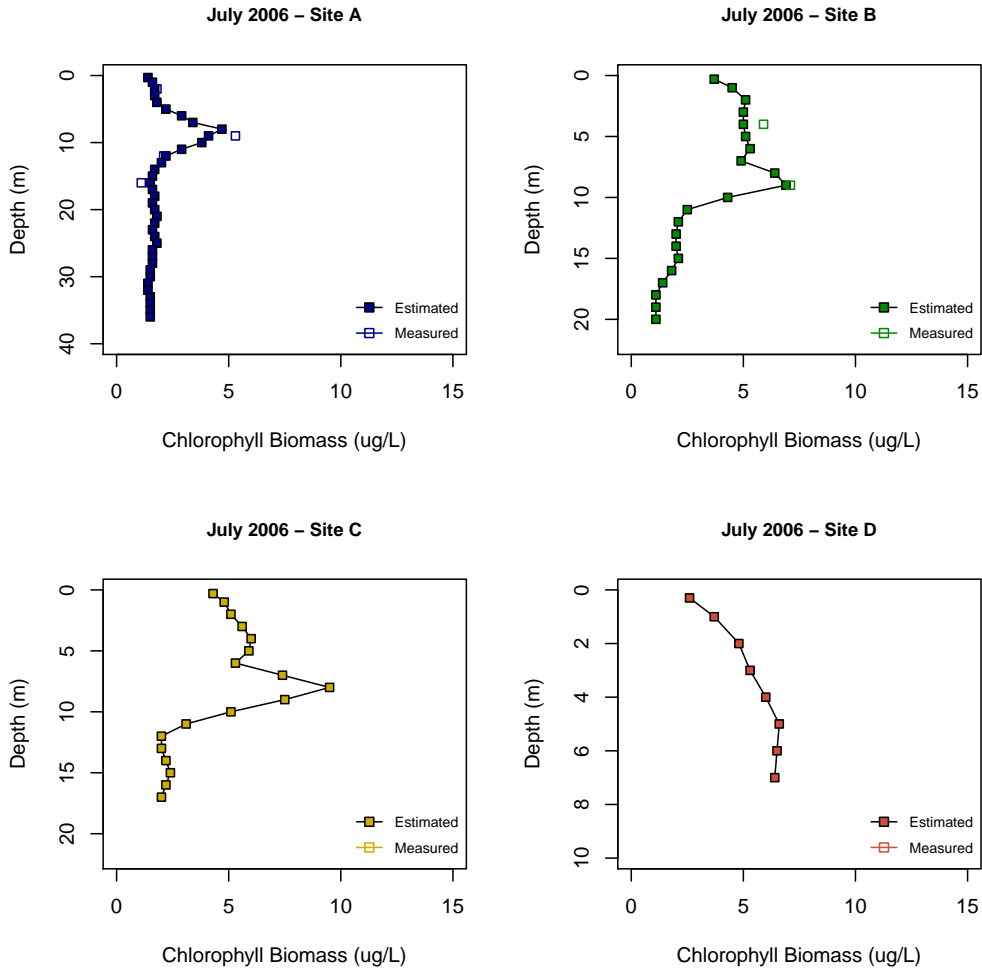 July 2006 – Site A
0
10
20
30
40
Depth (m)
Estimated
Measured
0 5 10 15
Chlorophyll Biomass (ug/L)
July 2006 – Site B
0
5
10
15
20
Depth (m)
Estimated
Measured
0 5 10 15
Chlorophyll Biomass (ug/L)
July 2006 – Site C
0
5
10
15
20
Depth (m)
Estimated
Measured
0 5 10 15
Chlorophyll Biomass (ug/L)
July 2006 – Site D
0
2
4
6
8
10
Depth (m)
Estimated
Measured
0 5 10 15
Chlorophyll Biomass (ug/L)